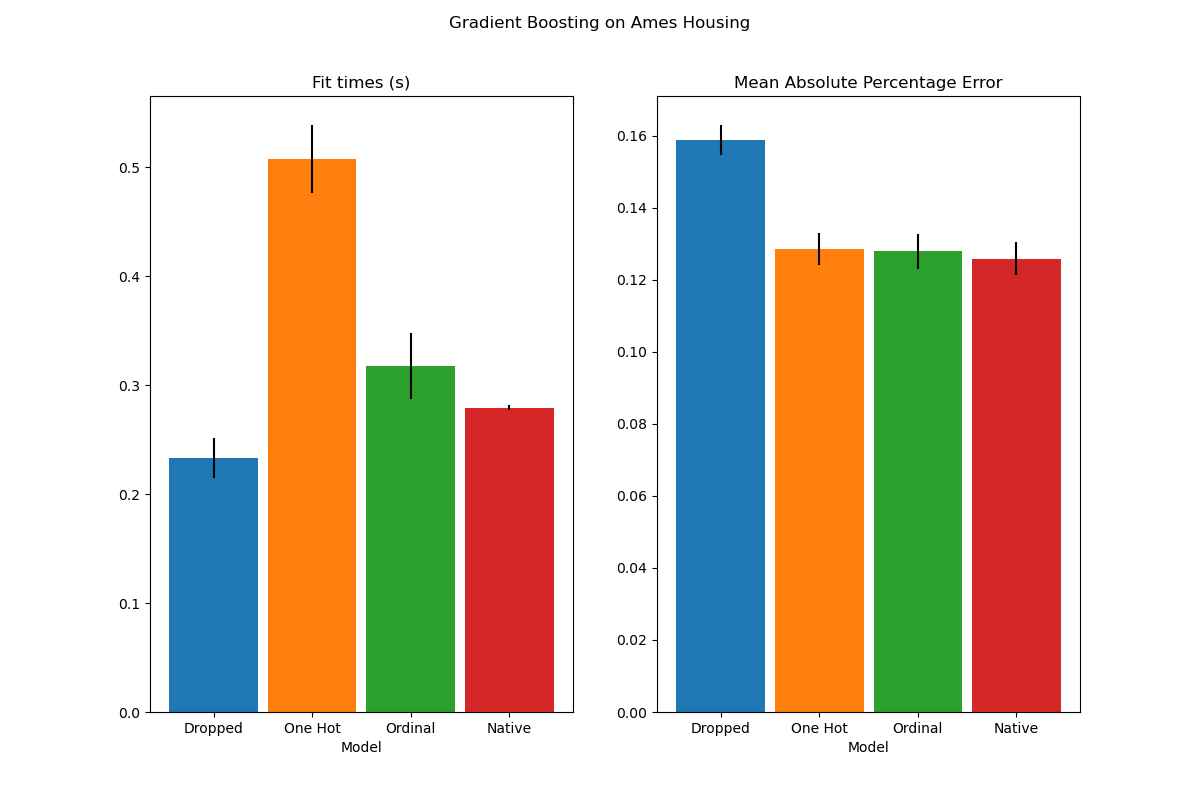 Gradient Boosting on Ames Housing
Fit times (s)
0.5
0.4
0.3
0.2
0.1
0.0
Dropped One Hot Ordinal Native
Model
Mean Absolute Percentage Error
0.16
0.14
0.12
0.10
0.08
0.06
0.04
0.02
0.00
Dropped One Hot Ordinal Native
Model